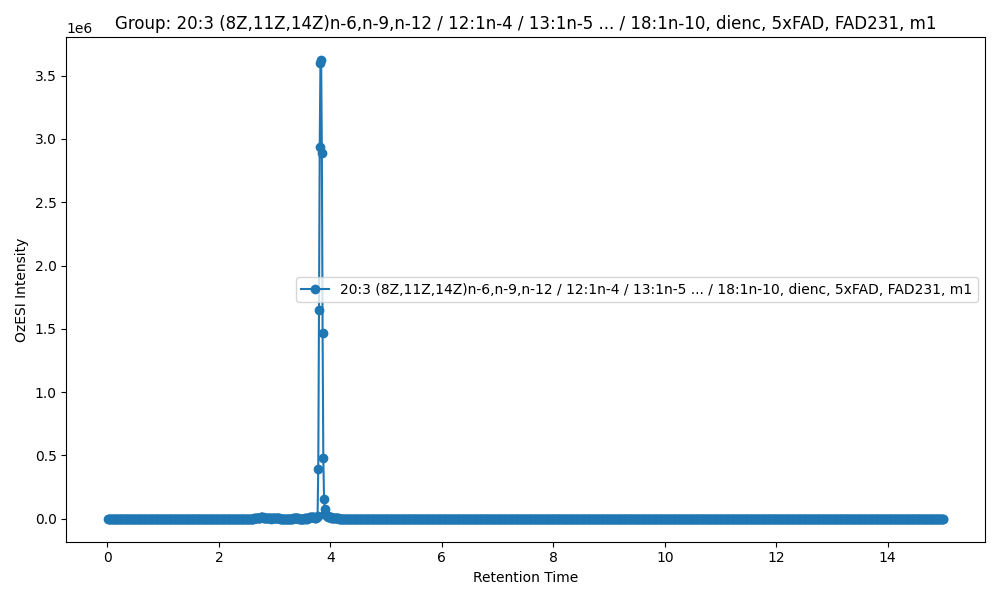 Group: 20:3 (8Z,11Z,14Z)n-6,n-9,n-12 / 12:1n-4 / 13:1n-5 ... / 18:1n-10, dienc, 5xFAD, FAD231, m1
1e6
3.5
3.0
2.5
2.0
1.5
1.0
0.5
0.0
OzESI Intensity
20:3 (8Z,11Z,14Z)n-6,n-9,n-12 / 12:1n-4 / 13:1n-5 ... / 18:1n-10, dienc, 5xFAD, FAD231, m1
0 2 4 6 8 10 12 14
Retention Time